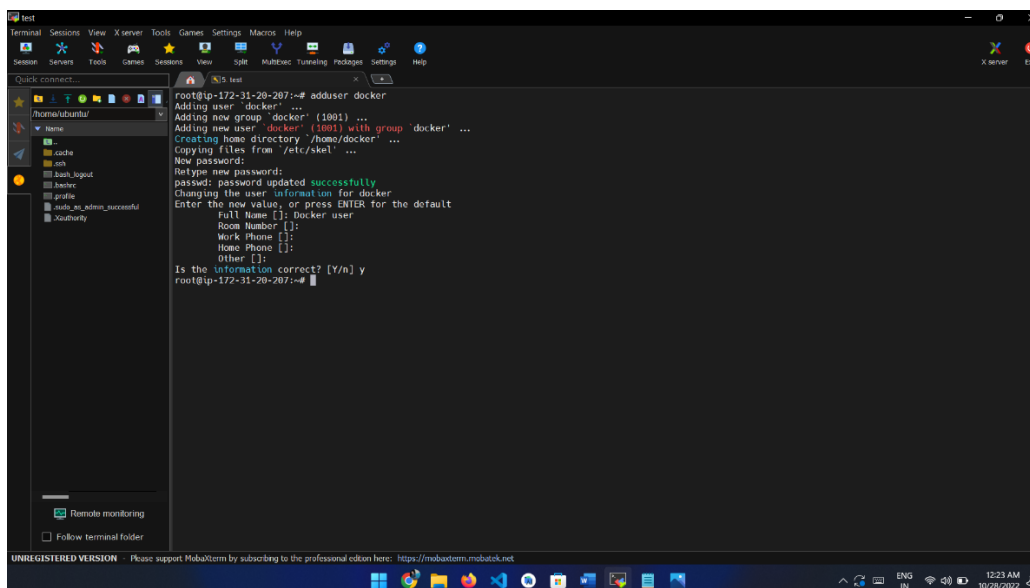 test
Terminal Sessions View X server Tools Games Settings Macros Help
Session Servers Tools Games Sessions View Split MultiExec Tunneling Packages Settings Help X server
Quick connect...
5. test
/home/ubuntu/
Name
..
.cache
.ssh
.bash_logout
.bashrc
.profile
.sudo_as_admin_successful
.Xauthority
root@ip-172-31-20-207:~# adduser docker
Adding user `docker' ...
Adding new group `docker' (1001) ...
Adding new user `docker' (1001) with group `docker' ...
Creating home directory `/home/docker' ...
Copying files from `/etc/skel' ...
New password:
Retype new password:
passwd: password updated successfully
Changing the user information for docker
Enter the new value, or press ENTER for the default
Full Name []: Docker user
Room Number []:
Work Phone []:
Home Phone []:
Other []:
Is the information correct? [Y/n] y
root@ip-172-31-20-207:~#
Remote monitoring
Follow terminal folder
UNREGISTERED VERSION - Please support MobaXterm by subscribing to the professional edition here: https://mobaxterm.mobatek.net
ENG
IN
12:23 AM
10/28/2022